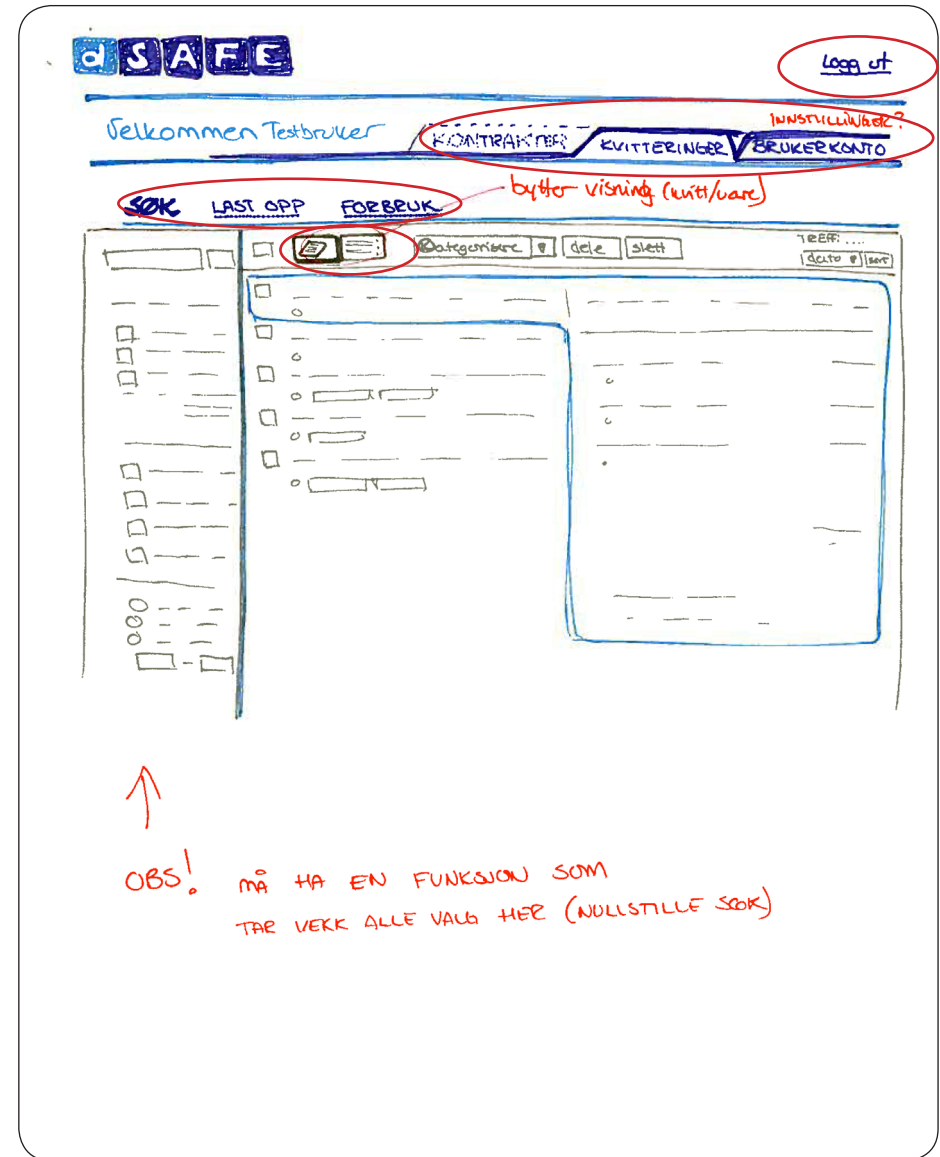 dSAFE
Logg ut
Velkommen Testbruker
KONTRAKTER
KVITTERINGER
INNSTILLINGER?
BRUKERKONTO
bytter visning (kvitt/vare)
SØK LAST OPP FORBRUK
Kategorisere dele slett
TREFF: ....
dato sort
OBS! MÅ HA EN FUNKSJON SOM
TAR VEKK ALLE VALG HER (NULLSTILLE SØK)